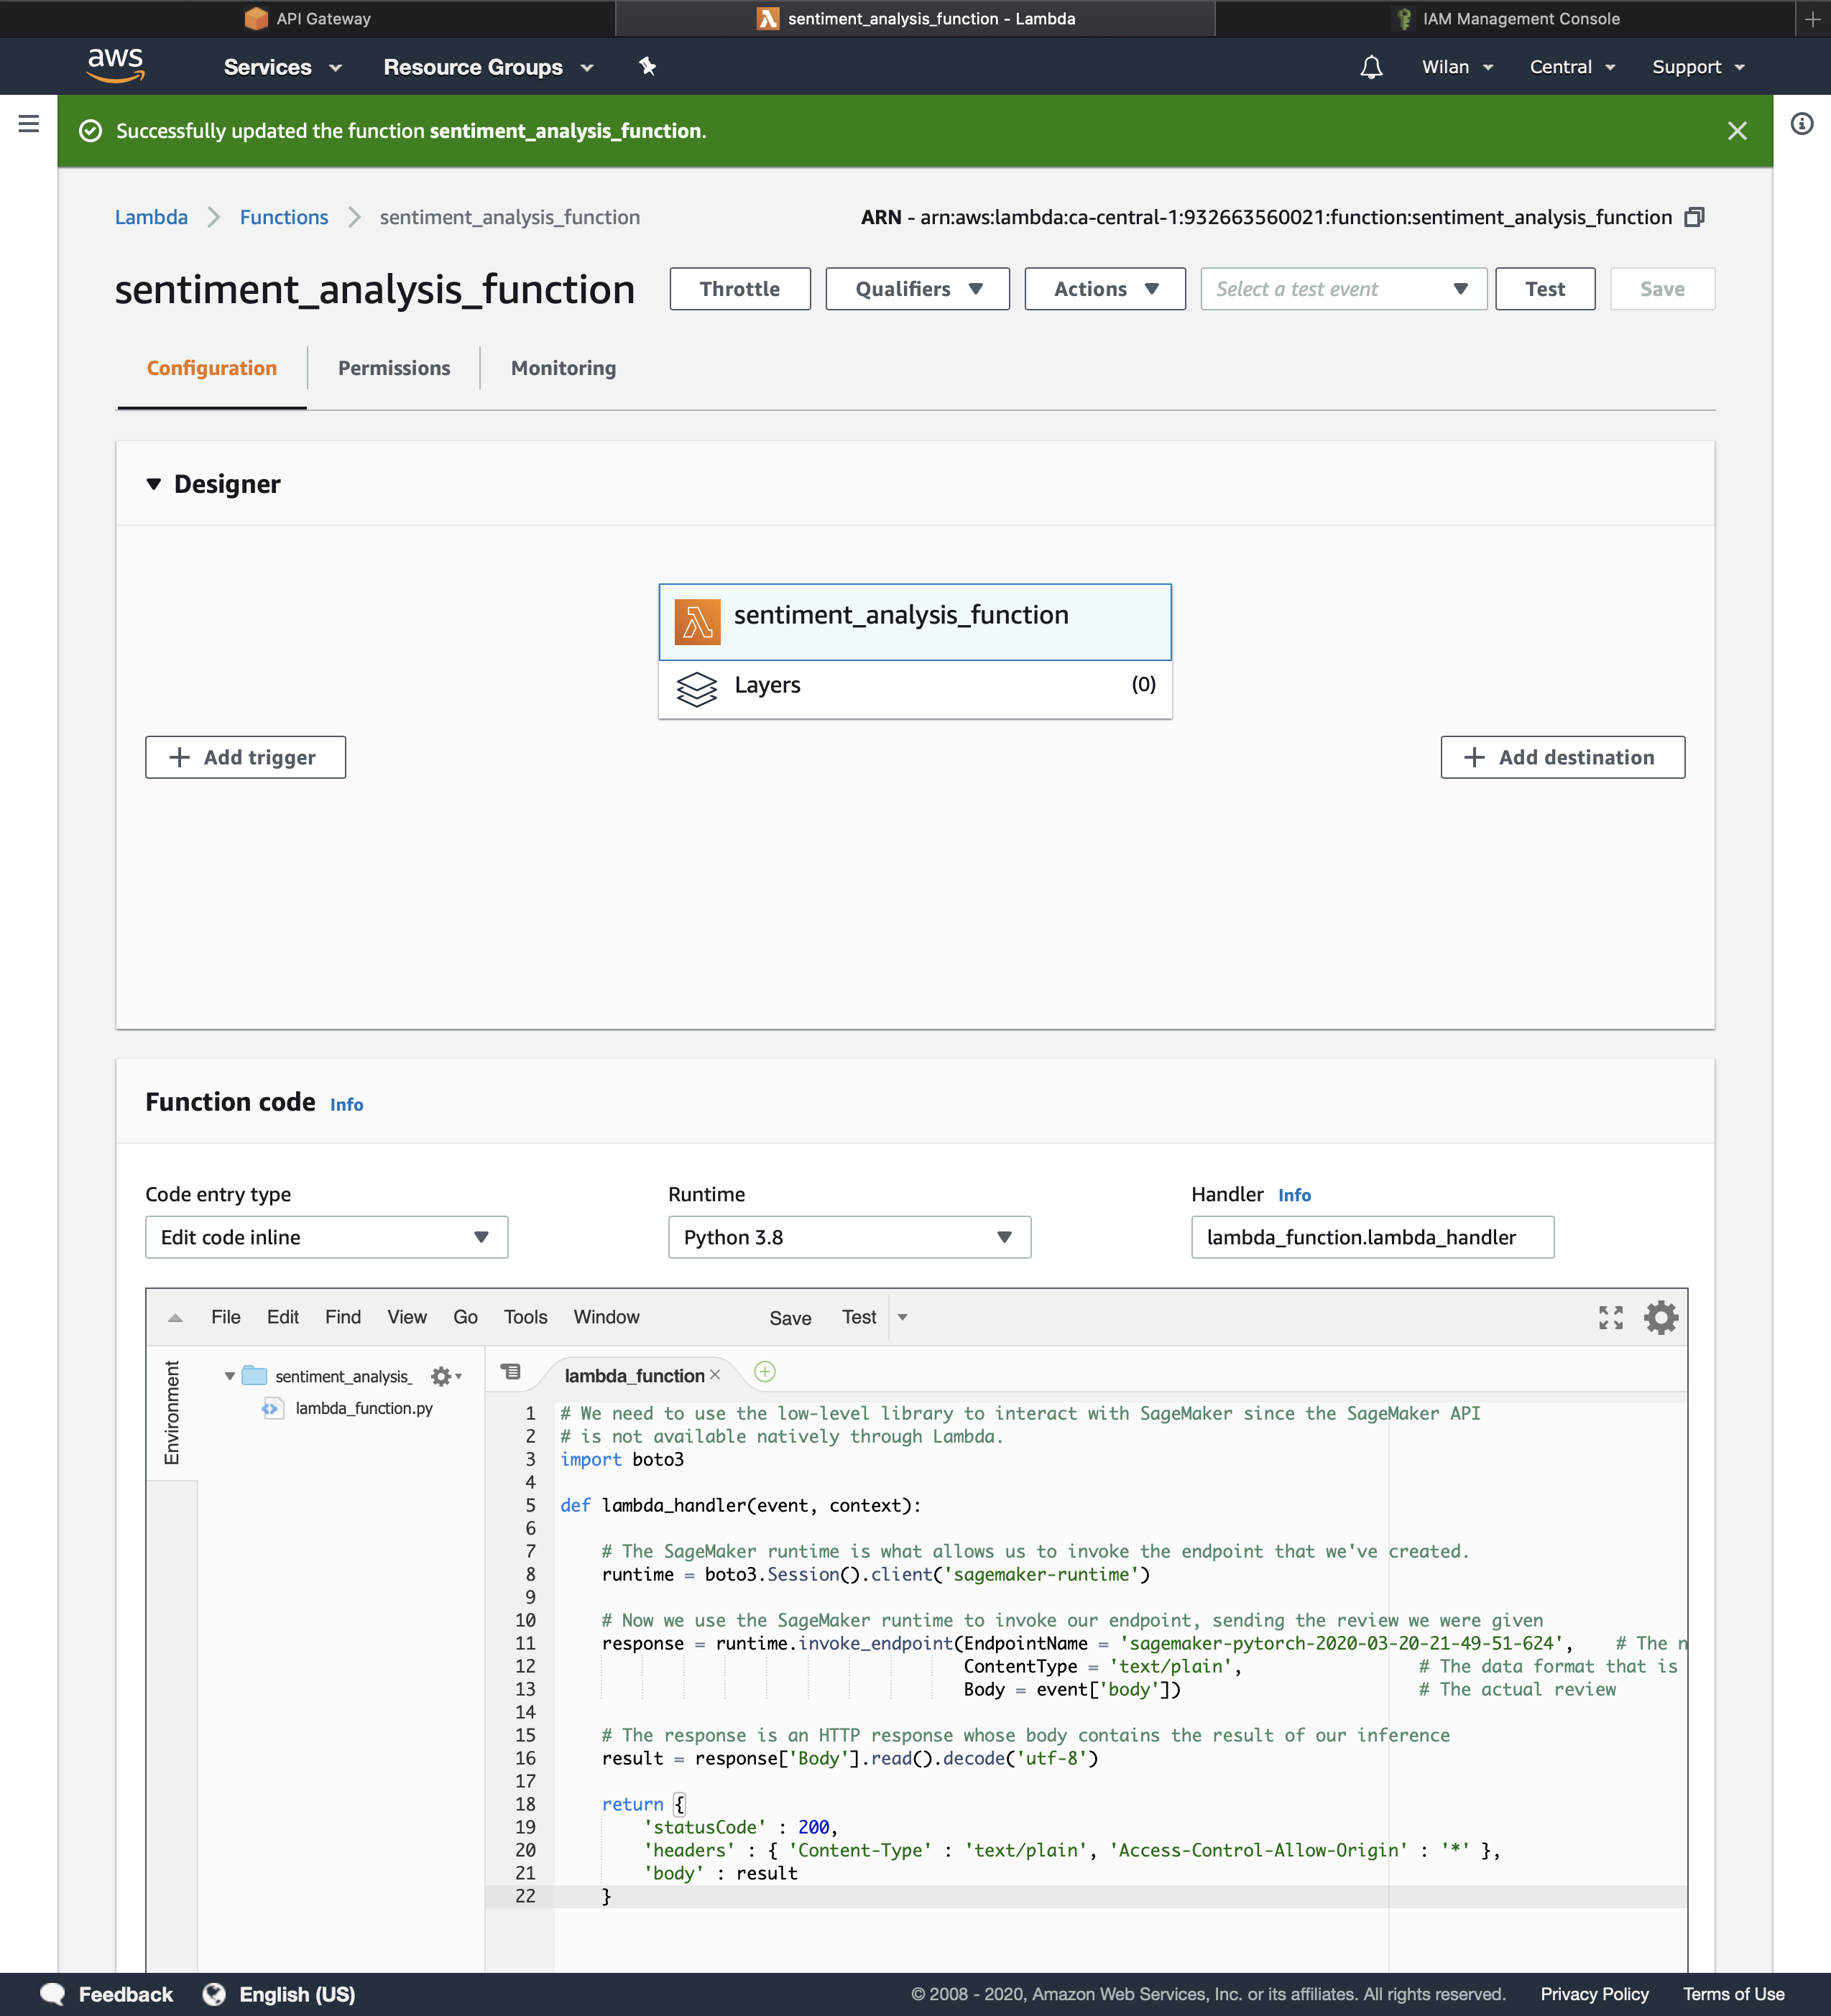 API Gateway
sentiment_analysis_function - Lambda
IAM Management Console
aws
Services
Resource Groups
Wilan
Central
Support
Successfully updated the function sentiment_analysis_function.
Lambda
Functions
sentiment_analysis_function
ARN - arn:aws:lambda:ca-central-1:932663560021:function:sentiment_analysis_function
sentiment_analysis_function
Throttle
Qualifiers
Actions
Select a test event
Test
Save
Configuration
Permissions
Monitoring
Designer
sentiment_analysis_function
Layers
(0)
+ Add trigger
+ Add destination
Function code Info
Code entry type
Runtime
Handler Info
Edit code inline
Python 3.8
lambda_function.lambda_handler
File Edit Find View Go Tools Window Save Test
Environment
sentiment_analysis_
lambda_function.py
lambda_function
1 # We need to use the low-level library to interact with SageMaker since the SageMaker API
2 # is not available natively through Lambda.
3 import boto3
4
5 def lambda_handler(event, context):
6
7     # The SageMaker runtime is what allows us to invoke the endpoint that we've created.
8     runtime = boto3.Session().client('sagemaker-runtime')
9
10     # Now we use the SageMaker runtime to invoke our endpoint, sending the review we were given
11     response = runtime.invoke_endpoint(EndpointName = 'sagemaker-pytorch-2020-03-20-21-49-51-624',    # The n
12                                        ContentType = 'text/plain',                 # The data format that is
13                                        Body = event['body'])                       # The actual review
14
15     # The response is an HTTP response whose body contains the result of our inference
16     result = response['Body'].read().decode('utf-8')
17
18     return {
19         'statusCode' : 200,
20         'headers' : { 'Content-Type' : 'text/plain', 'Access-Control-Allow-Origin' : '*' },
21         'body' : result
22     }
Feedback
English (US)
© 2008 - 2020, Amazon Web Services, Inc. or its affiliates. All rights reserved.
Privacy Policy
Terms of Use